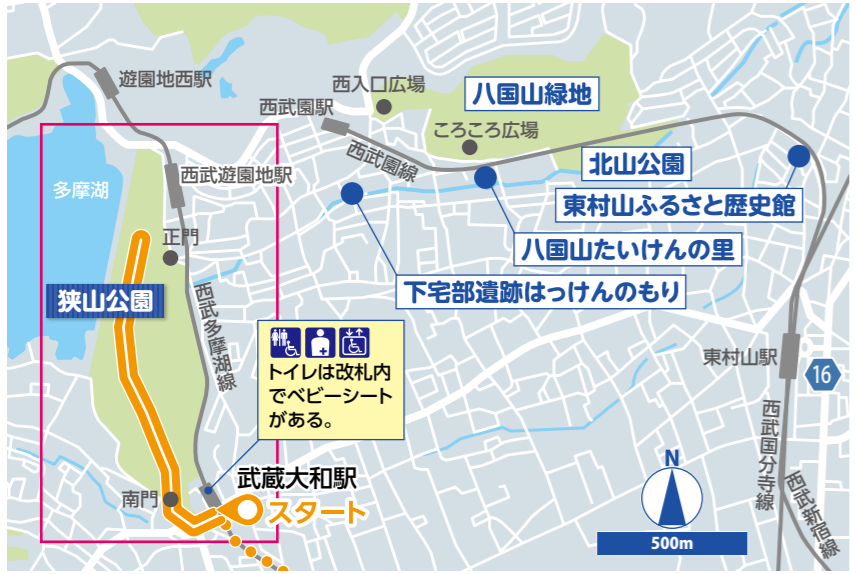 遊園地西駅
西入口広場
八国山緑地
西武園駅
ころころ広場
西武園線
北山公園
西武遊園地駅
多摩湖
東村山ふるさと歴史館
正門
八国山たいけんの里
狭山公園
下宅部遺跡はっけんのもり
西武多摩湖線
トイレは改札内
でベビーシート
がある。
東村山駅
16
武蔵大和駅
南門
スタート
N
500m
西武国分寺線
西武新宿線